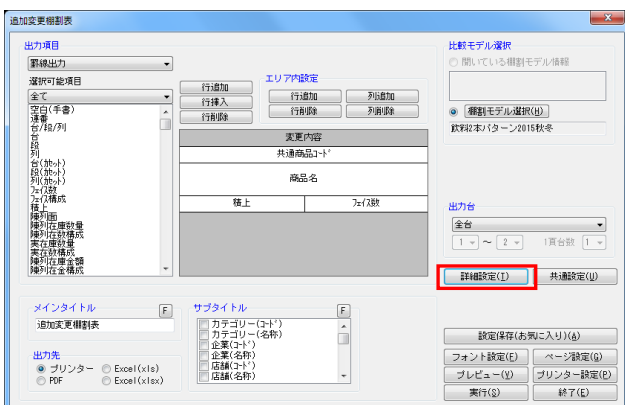 追加変更棚割表
出力項目
罫線出力
選択可能項目
全て
空白(手書)
連番
台/段/列
台
段
列
台(ｶｾｯﾄ)
段(ｶｾｯﾄ)
列(ｶｾｯﾄ)
ﾌｪｲｽ数
ﾌｪｲｽ構成
積上
陳列面
陳列在庫数量
陳列在数構成
実在庫数量
実在数構成
陳列在庫金額
陳列在金構成
行追加
行挿入
行削除
エリア内設定
行追加 列追加
行削除 列削除
変更内容
共通商品ｺｰﾄﾞ
商品名
積上 ﾌｪｲｽ数
比較モデル選択
開いている棚割モデル情報
棚割モデル選択(H)
飲料2本パターン2015秋冬
出力台
全台
1 ～ 2 1頁台数 1
詳細設定(I) 共通設定(U)
メインタイトル F
追加変更棚割表
出力先
プリンター Excel(xls)
PDF Excel(xlsx)
サブタイトル F
カテゴリー(ｺｰﾄﾞ)
カテゴリー(名称)
企業(ｺｰﾄﾞ)
企業(名称)
店舗(ｺｰﾄﾞ)
店舗(名称)
設定保存(お気に入り)(A)
フォント設定(F) ページ設定(G)
プレビュー(V) プリンター設定(P)
実行(S) 終了(E)